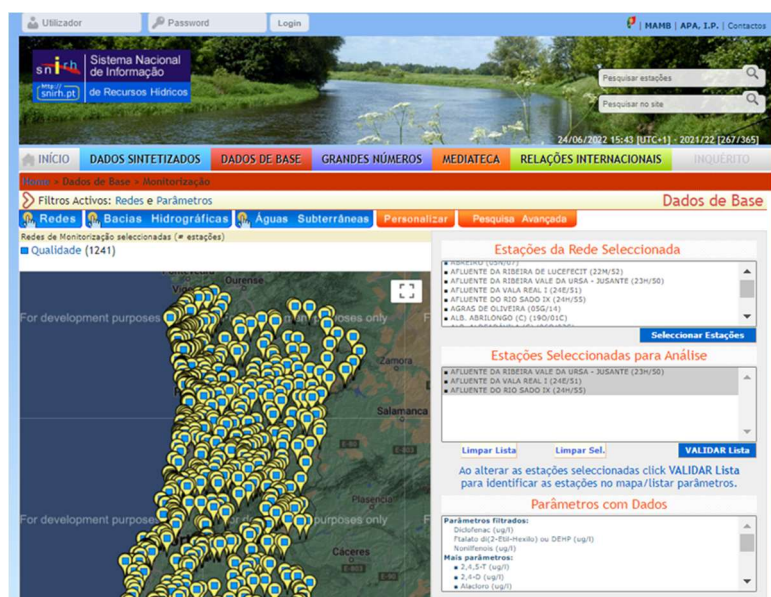 Utilizador
Password
Login
| MAMB | APA, I.P. | Contactos
snirh
Sistema Nacional
de Informação
de Recursos Hídricos
http://
snirh.pt
Pesquisar estações
Pesquisar no site
24/06/2022 15:43 [UTC+1] - 2021/22 [267/365]
INÍCIO DADOS SINTETIZADOS DADOS DE BASE GRANDES NÚMEROS MEDIATECA RELAÇÕES INTERNACIONAIS INQUÉRITO
Home » Dados de Base » Monitorização
Filtros Activos: Redes e Parâmetros
Dados de Base
Redes Bacias Hidrográficas Águas Subterrâneas Personalizar Pesquisa Avançada
Redes de Monitorização seleccionadas (# estações)
Qualidade (1241)
Ourense
For development purposes only
Zamora
Salamanca
Plasencia
Cáceres
For development purposes
purposes only
Estações da Rede Seleccionada
AFLUENTE DA RIBEIRA DE LUCEFECIT (22M/52)
AFLUENTE DA RIBEIRA VALE DA URSA - JUSANTE (23H/50)
AFLUENTE DA VALA REAL I (24E/51)
AFLUENTE DO RIO SADO IX (24H/55)
AGRAS DE OLIVEIRA (05G/14)
ALB. ABRILONGO (C) (19O/01C)
Seleccionar Estações
Estações Seleccionadas para Análise
AFLUENTE DA RIBEIRA VALE DA URSA - JUSANTE (23H/50)
AFLUENTE DA VALA REAL I (24E/51)
AFLUENTE DO RIO SADO IX (24H/55)
Limpar Lista Limpar Sel. VALIDAR Lista
Ao alterar as estações seleccionadas click VALIDAR Lista
para identificar as estações no mapa/listar parâmetros.
Parâmetros com Dados
Parâmetros filtrados:
Diclofenac (ug/l)
Ftalato di(2-Etil-Hexilo) ou DEHP (ug/l)
Nonilfenois (ug/l)
Mais parâmetros:
2,4,5-T (ug/l)
2,4-D (ug/l)
Alacloro (ug/l)